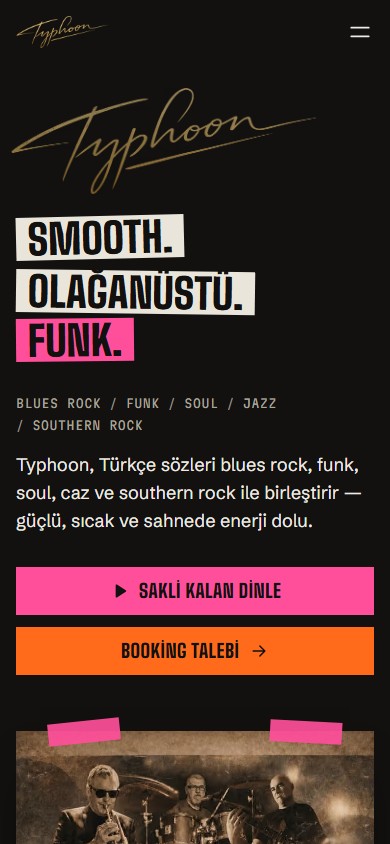 Typhoon
Typhoon
SMOOTH.
OLAĞANÜSTÜ.
FUNK.
BLUES ROCK / FUNK / SOUL / JAZZ
/ SOUTHERN ROCK
Typhoon, Türkçe sözleri blues rock, funk,
soul, caz ve southern rock ile birleştirir —
güçlü, sıcak ve sahnede enerji dolu.
SAKLİ KALAN DİNLE
BOOKİNG TALEBİ →